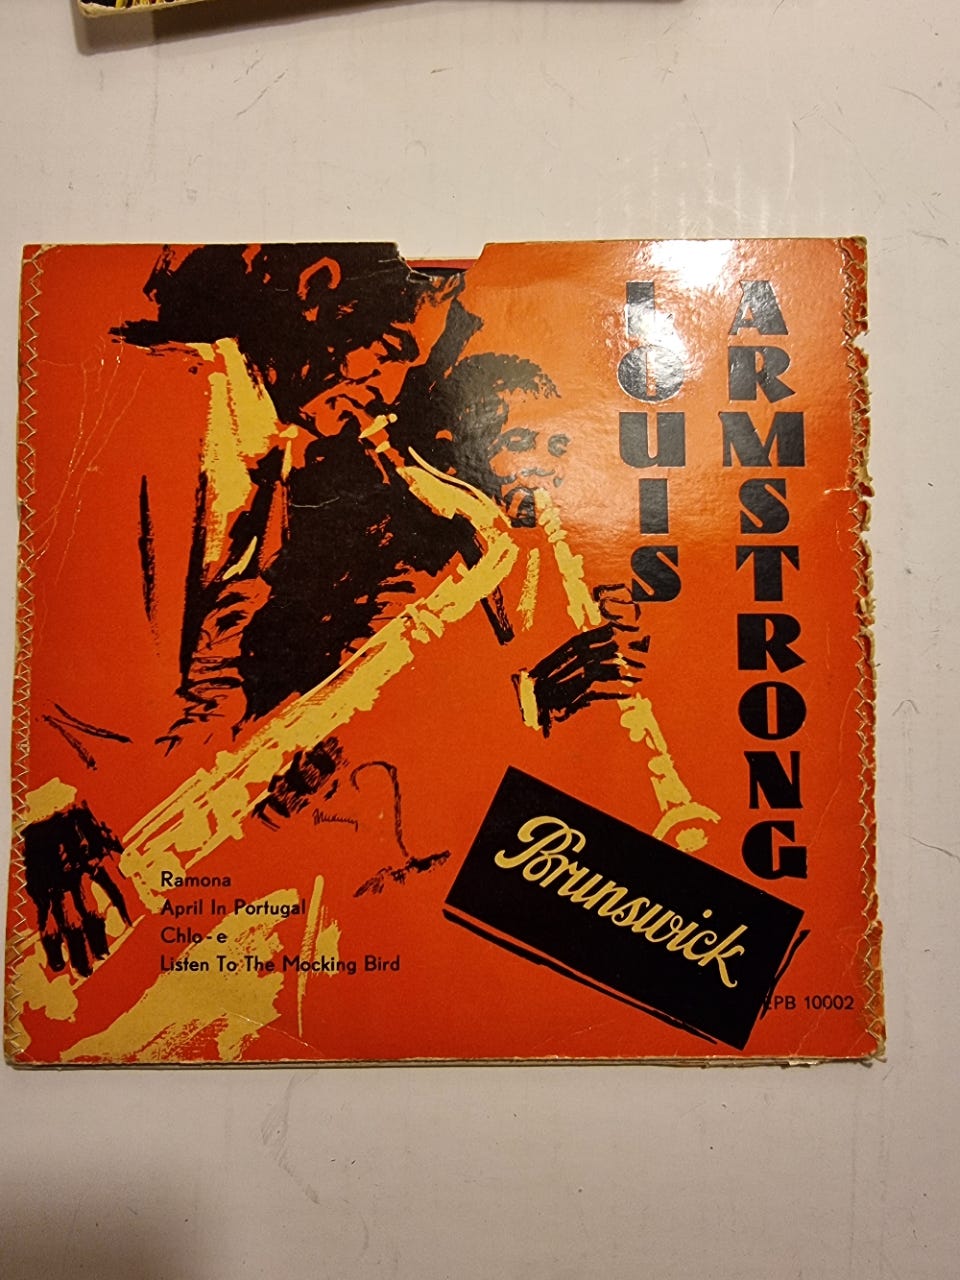 LOUIS
ARMSTRONG
Ramona
April In Portugal
Chlo-e
Listen To The Mocking Bird
Brunswick
EPB 10002